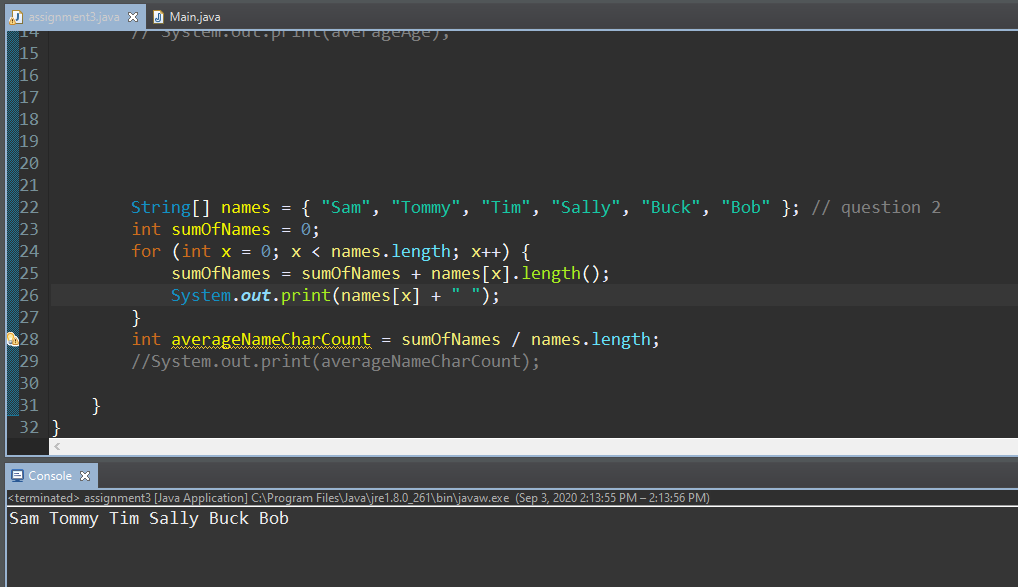 assignment3.java Main.java
14 // System.out.print(averageAge);
15
16
17
18
19
20
21
22 String[] names = { "Sam", "Tommy", "Tim", "Sally", "Buck", "Bob" }; // question 2
23 int sumOfNames = 0;
24 for (int x = 0; x < names.length; x++) {
25 sumOfNames = sumOfNames + names[x].length();
26 System.out.print(names[x] + " ");
27 }
28 int averageNameCharCount = sumOfNames / names.length;
29 //System.out.print(averageNameCharCount);
30
31 }
32 }
Console
<terminated> assignment3 [Java Application] C:\Program Files\Java\jre1.8.0_261\bin\javaw.exe (Sep 3, 2020 2:13:55 PM – 2:13:56 PM)
Sam Tommy Tim Sally Buck Bob